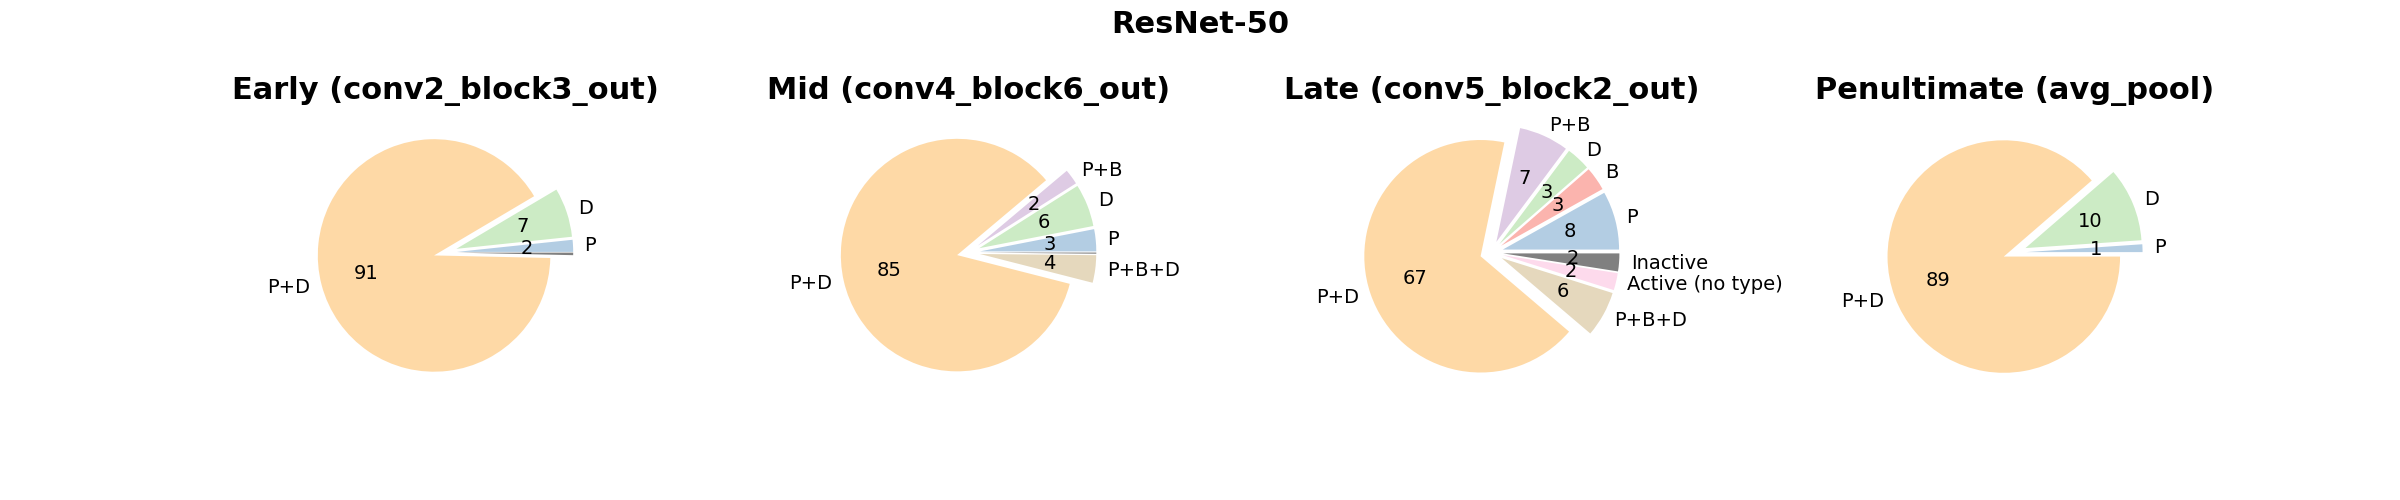 ResNet-50
Early (conv2_block3_out)
D
7
P
2
91
P+D
Mid (conv4_block6_out)
P+B
2
D
6
P
3
4
P+B+D
85
P+D
Late (conv5_block2_out)
P+B
7
D
3
B
3
P
8
2
Inactive
2
Active (no type)
6
P+B+D
67
P+D
Penultimate (avg_pool)
D
10
P
1
89
P+D